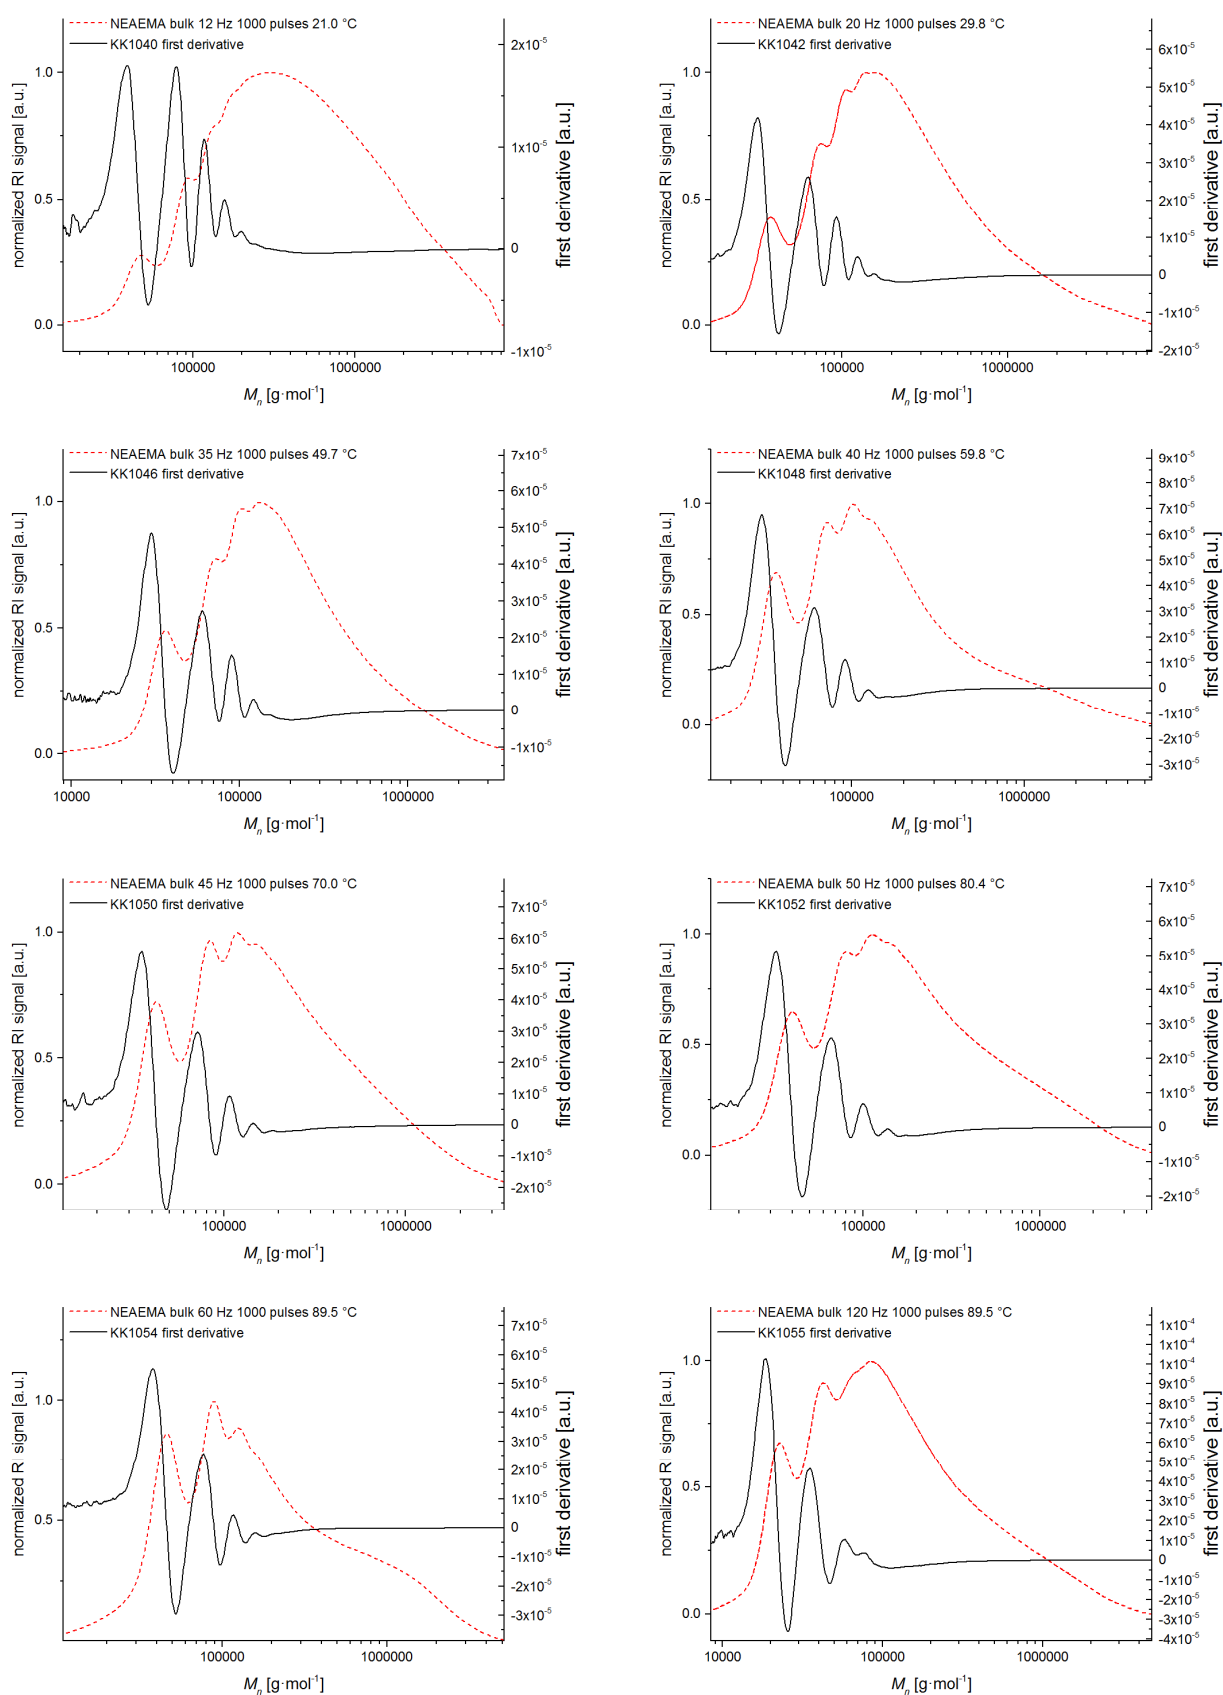 NEAEMA bulk 12 Hz 1000 pulses 21.0 °C
KK1040 first derivative
normalized RI signal [a.u.]
1.0
0.5
0.0
2x10⁻⁵
1x10⁻⁵
0
-1x10⁻⁵
first derivative [a.u.]
100000 1000000
Mₙ [g·mol⁻¹]
NEAEMA bulk 20 Hz 1000 pulses 29.8 °C
KK1042 first derivative
normalized RI signal [a.u.]
1.0
0.5
0.0
6x10⁻⁵
5x10⁻⁵
4x10⁻⁵
3x10⁻⁵
2x10⁻⁵
1x10⁻⁵
0
-1x10⁻⁵
-2x10⁻⁵
first derivative [a.u.]
100000 1000000
Mₙ [g·mol⁻¹]
NEAEMA bulk 35 Hz 1000 pulses 49.7 °C
KK1046 first derivative
normalized RI signal [a.u.]
1.0
0.5
0.0
7x10⁻⁵
6x10⁻⁵
5x10⁻⁵
4x10⁻⁵
3x10⁻⁵
2x10⁻⁵
1x10⁻⁵
0
-1x10⁻⁵
first derivative [a.u.]
10000 100000 1000000
Mₙ [g·mol⁻¹]
NEAEMA bulk 40 Hz 1000 pulses 59.8 °C
KK1048 first derivative
normalized RI signal [a.u.]
1.0
0.5
0.0
9x10⁻⁵
8x10⁻⁵
7x10⁻⁵
6x10⁻⁵
5x10⁻⁵
4x10⁻⁵
3x10⁻⁵
2x10⁻⁵
1x10⁻⁵
0
-1x10⁻⁵
-2x10⁻⁵
-3x10⁻⁵
first derivative [a.u.]
100000 1000000
Mₙ [g·mol⁻¹]
NEAEMA bulk 45 Hz 1000 pulses 70.0 °C
KK1050 first derivative
normalized RI signal [a.u.]
1.0
0.5
0.0
7x10⁻⁵
6x10⁻⁵
5x10⁻⁵
4x10⁻⁵
3x10⁻⁵
2x10⁻⁵
1x10⁻⁵
0
-1x10⁻⁵
-2x10⁻⁵
first derivative [a.u.]
100000 1000000
Mₙ [g·mol⁻¹]
NEAEMA bulk 50 Hz 1000 pulses 80.4 °C
KK1052 first derivative
normalized RI signal [a.u.]
1.0
0.5
0.0
7x10⁻⁵
6x10⁻⁵
5x10⁻⁵
4x10⁻⁵
3x10⁻⁵
2x10⁻⁵
1x10⁻⁵
0
-1x10⁻⁵
-2x10⁻⁵
first derivative [a.u.]
100000 1000000
Mₙ [g·mol⁻¹]
NEAEMA bulk 60 Hz 1000 pulses 89.5 °C
KK1054 first derivative
normalized RI signal [a.u.]
1.0
0.5
7x10⁻⁵
6x10⁻⁵
5x10⁻⁵
4x10⁻⁵
3x10⁻⁵
2x10⁻⁵
1x10⁻⁵
0
-1x10⁻⁵
-2x10⁻⁵
-3x10⁻⁵
first derivative [a.u.]
100000 1000000
Mₙ [g·mol⁻¹]
NEAEMA bulk 120 Hz 1000 pulses 89.5 °C
KK1055 first derivative
normalized RI signal [a.u.]
1.0
0.5
0.0
1x10⁻⁴
1x10⁻⁴
1x10⁻⁴
9x10⁻⁵
8x10⁻⁵
7x10⁻⁵
6x10⁻⁵
5x10⁻⁵
4x10⁻⁵
3x10⁻⁵
2x10⁻⁵
1x10⁻⁵
0
-1x10⁻⁵
-2x10⁻⁵
-3x10⁻⁵
-4x10⁻⁵
first derivative [a.u.]
10000 100000 1000000
Mₙ [g·mol⁻¹]